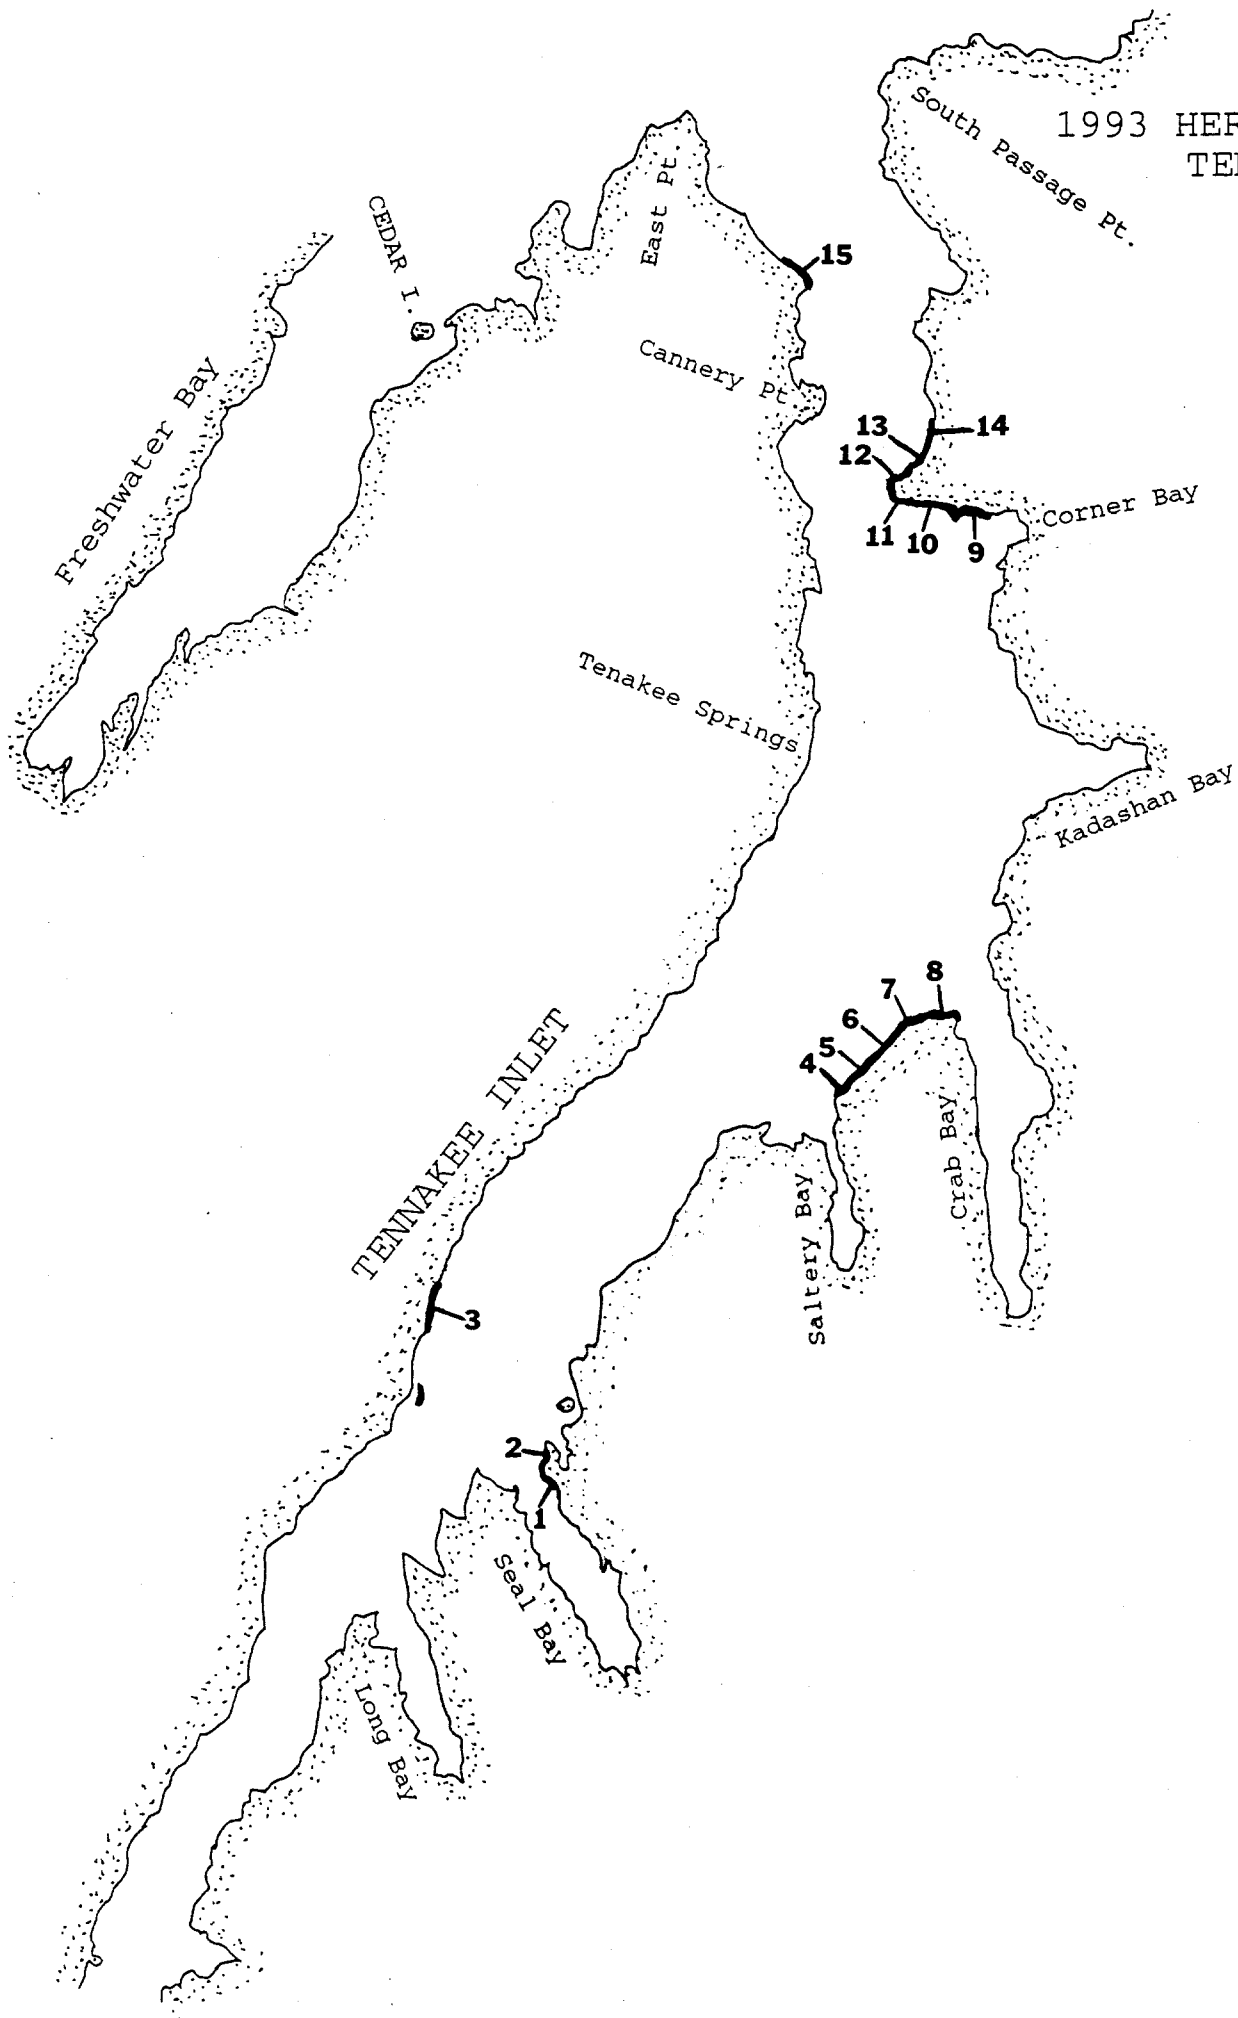 1993 HER
TEN
South Passage Pt.
East Pt.
CEDAR I.
15
Cannery Pt.
Freshwater Bay
13
14
12
11
10
9
Corner Bay
Tenakee Springs
Kadashan Bay
8
7
6
5
4
TENNAKEE INLET
Crab Bay
Saltery Bay
3
2
1
Seal Bay
Long Bay